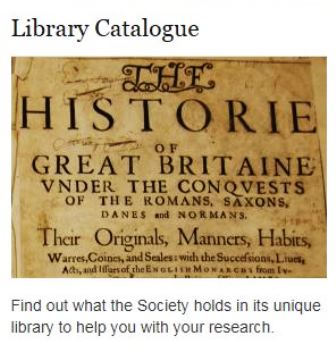 Library Catalogue
THE
HISTORIE
OF
GREAT BRITAINE
VNDER THE CONQVESTS
OF THE ROMANS, SAXONS,
DANES and NORMANS.
Their Originals, Manners, Habits,
Warres, Coines, and Seales: with the Successions, Liues,
Acts, and Issues of the ENGLISH MONARCHS from Iv-
Find out what the Society holds in its unique
library to help you with your research.